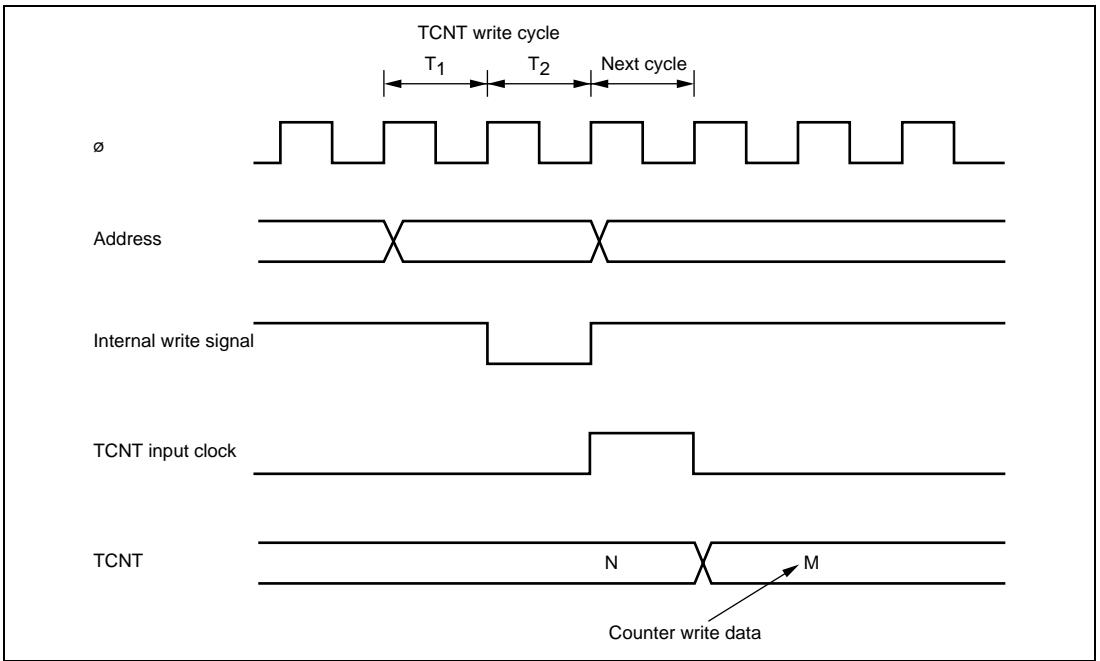 TCNT write cycle
T1 T2 Next cycle
ø
Address
Internal write signal
TCNT input clock
TCNT N M
Counter write data